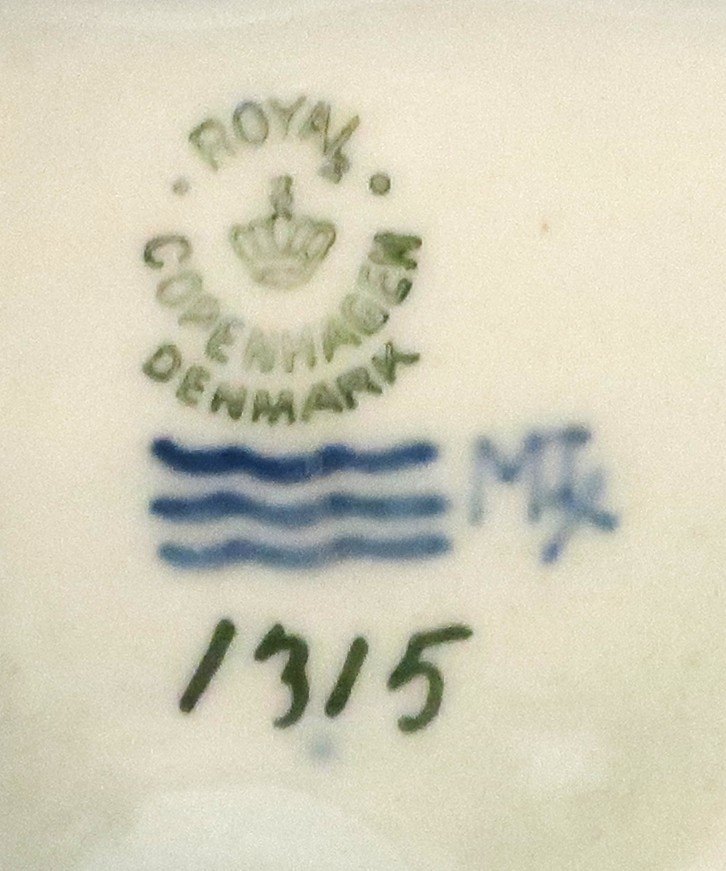 ROYAL
COPENHAGEN
DENMARK
1315